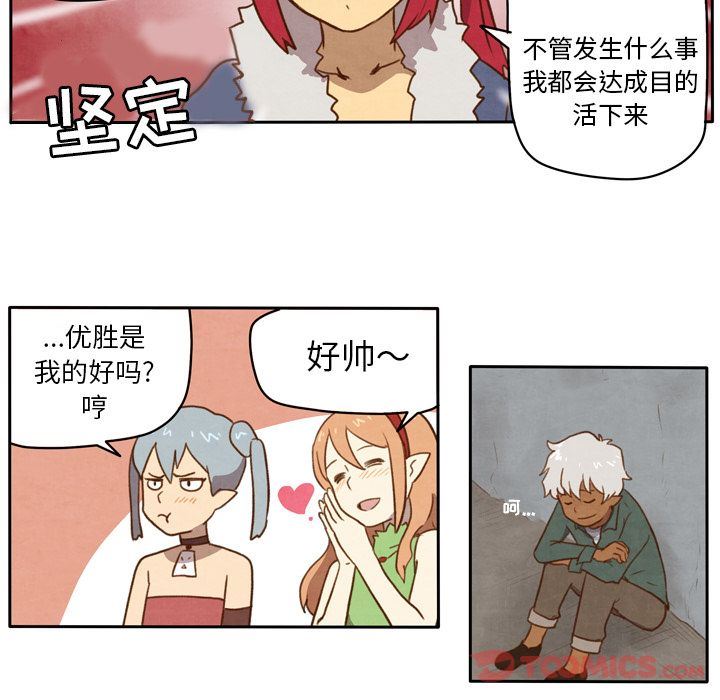 不管发生什么事
我都会达成目的
活下来
坚定
...优胜是
我的好吗?
哼
好帅～
呵...
TCOMICS.COM